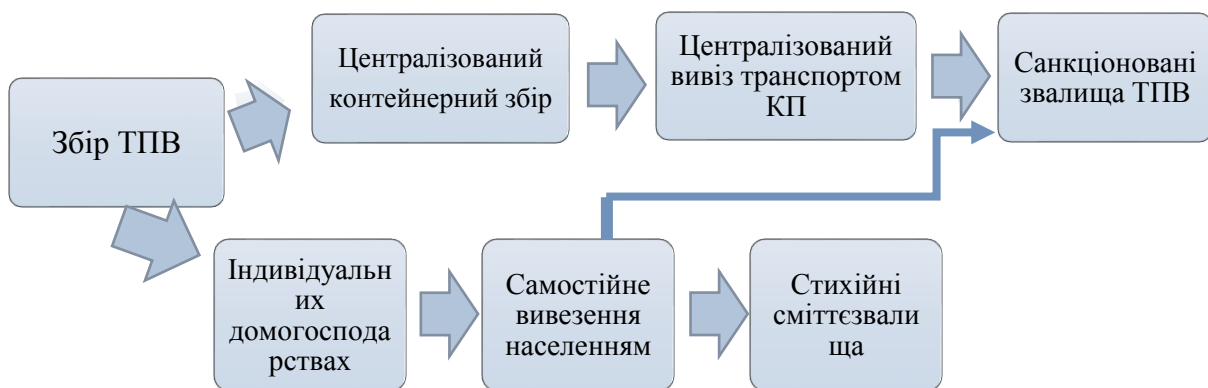 Збір ТПВ
Централізований
контейнерний збір
Централізований
вивіз транспортом
КП
Санкціоновані
звалища ТПВ
Індивідуальн
их
домогоспода
рствах
Самостійне
вивезення
населенням
Стихійні
сміттєзвали
ща